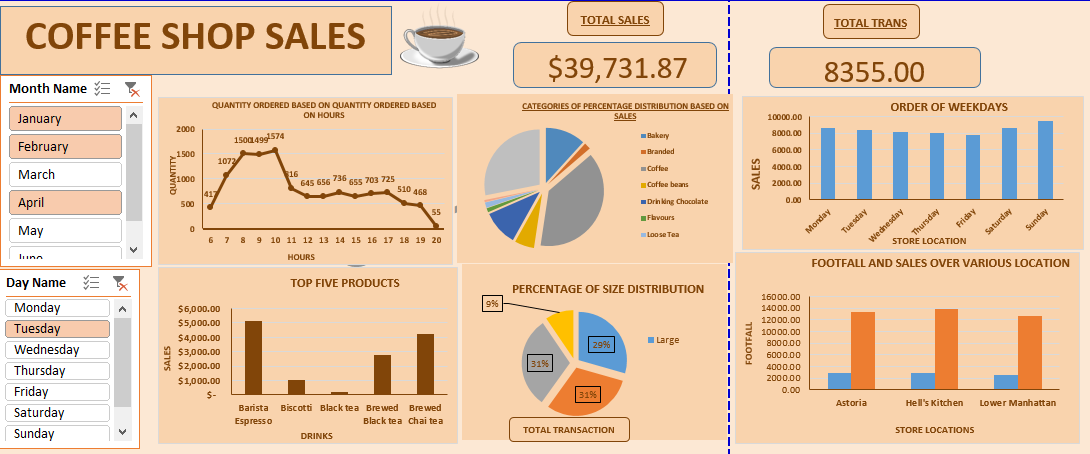 COFFEE SHOP SALES
TOTAL SALES
$39,731.87
TOTAL TRANS
8355.00
Month Name
January
February
March
April
May
June
Day Name
Monday
Tuesday
Wednesday
Thursday
Friday
Saturday
Sunday
QUANTITY ORDERED BASED ON QUANTITY ORDERED BASED
ON HOURS
QUANTITY
2000
1500
1000
500
0
417
1072
1500
1499
1574
816
645
656
736
655
703
725
510
468
55
6 7 8 9 10 11 12 13 14 15 16 17 18 19 20
HOURS
CATEGORIES OF PERCENTAGE DISTRIBUTION BASED ON
SALES
Bakery
Branded
Coffee
Coffee beans
Drinking Chocolate
Flavours
Loose Tea
ORDER OF WEEKDAYS
SALES
10000.00
8000.00
6000.00
4000.00
2000.00
0.00
Monday
Tuesday
Wednesday
Thursday
Friday
Saturday
Sunday
STORE LOCATION
TOP FIVE PRODUCTS
SALES
$6,000.00
$5,000.00
$4,000.00
$3,000.00
$2,000.00
$1,000.00
$-
Barista Espresso
Biscotti
Black tea
Brewed Black tea
Brewed Chai tea
DRINKS
PERCENTAGE OF SIZE DISTRIBUTION
9%
29%
31%
31%
Large
TOTAL TRANSACTION
FOOTFALL AND SALES OVER VARIOUS LOCATION
FOOTFALL
16000.00
14000.00
12000.00
10000.00
8000.00
6000.00
4000.00
2000.00
0.00
Astoria
Hell's Kitchen
Lower Manhattan
STORE LOCATIONS